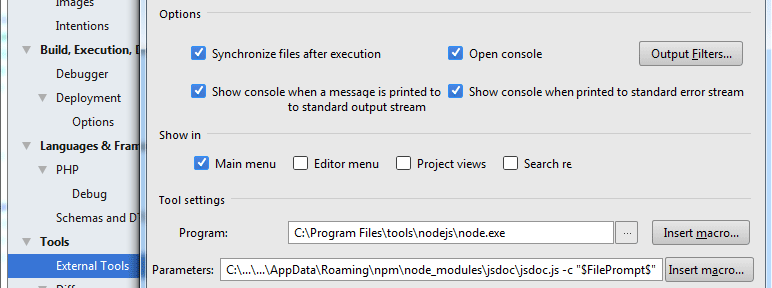 Images
Intentions
Build, Execution,
Debugger
Deployment
Options
Languages &
PHP
Debug
Schemas and
Tools
External Tools
Options
Synchronize files after execution
Open console
Output Filters...
Show console when a message is printed to
to standard output stream
Show console when printed to standard error stream
Show in
Main menu
Editor menu
Project views
Search re
Tool settings
Program:
C:\Program Files\tools\nodejs\node.exe
...
Insert macro...
Parameters:
C:\...\...\AppData\Roaming\npm\node_modules\jsdoc\jsdoc.js -c "$FilePrompt$"
Insert macro...